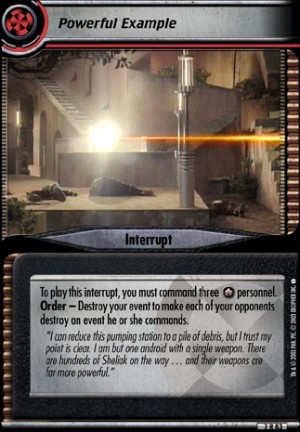 Powerful Example
Interrupt
To play this interrupt, you must command three personnel.
Order – Destroy your event to make each of your opponents
destroy an event he or she commands.
"I can reduce this pumping station to a pile of debris, but I trust my
point is clear. I am but one android with a single weapon. There
are hundreds of Sheliak on the way ... and their weapons are
far more powerful."